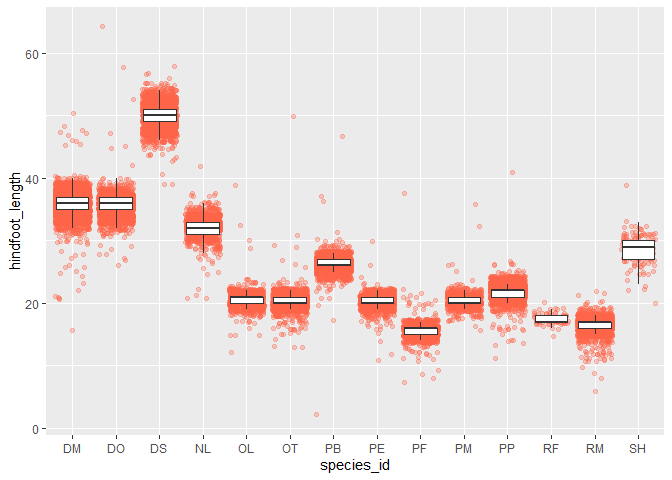 hindfoot_length
60
40
20
0
DM DO DS NL OL OT PB PE PF PM PP RF RM SH
species_id